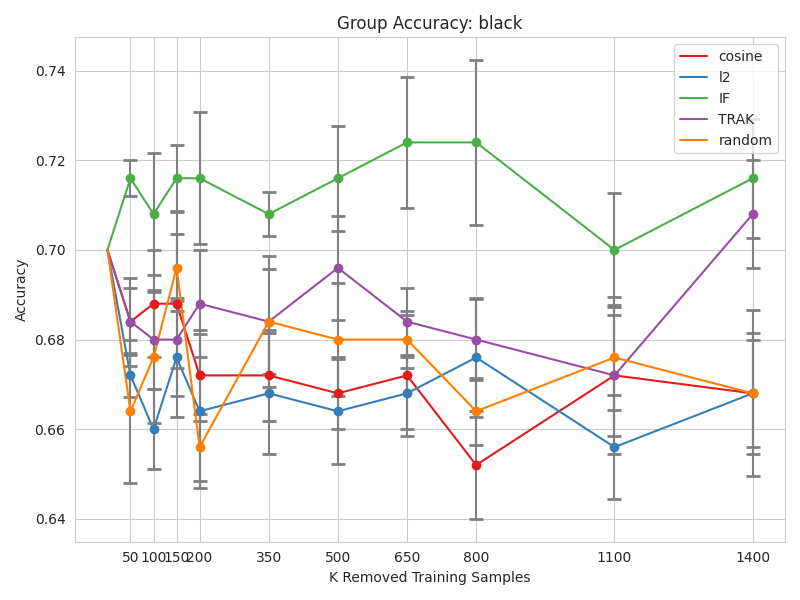 Group Accuracy: black
cosine
l2
IF
TRAK
random
0.74
0.72
0.70
0.68
0.66
0.64
Accuracy
50 100 150 200 350 500 650 800 1100 1400
K Removed Training Samples